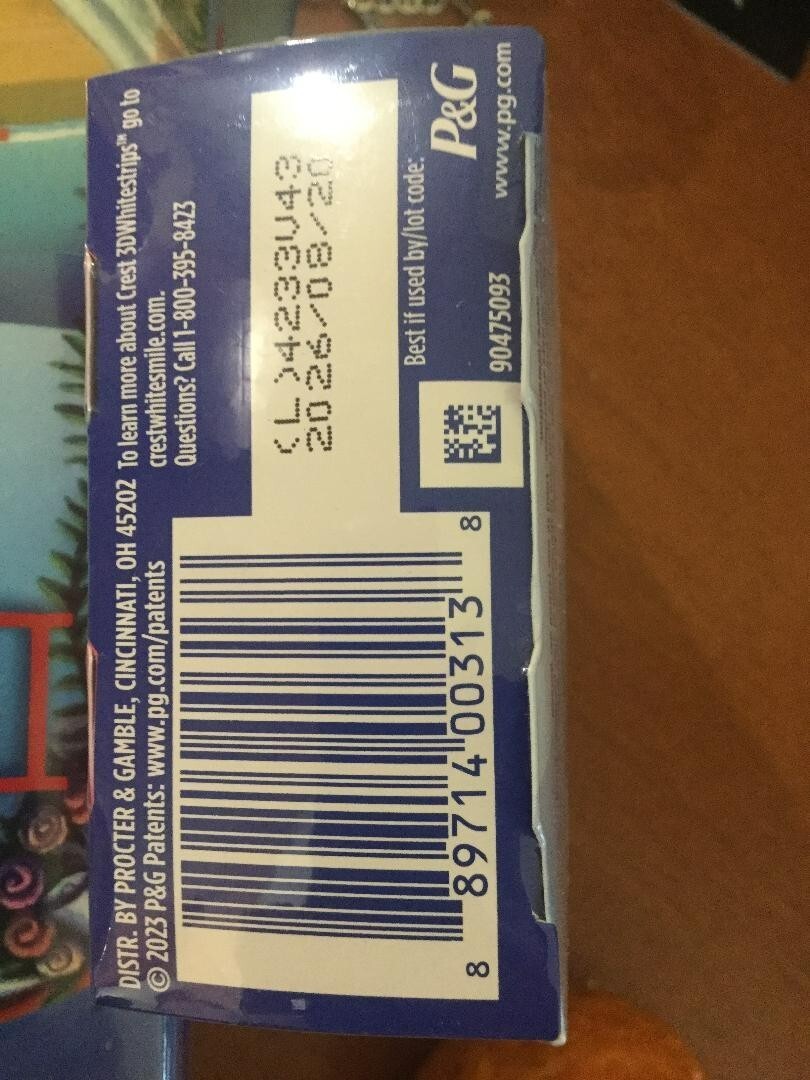 DISTR. BY PROCTER & GAMBLE, CINCINNATI, OH 45202
© 2023 P&G Patents: www.pg.com/patents
To learn more about Crest 3DWhitestrips™ go to
crestwhitesmile.com.
Questions? Call 1-800-395-8423
(L)4233U43
2026/08/20
Best if used by/lot code:
P&G
www.pg.com
90475093
8 89714 00313 8